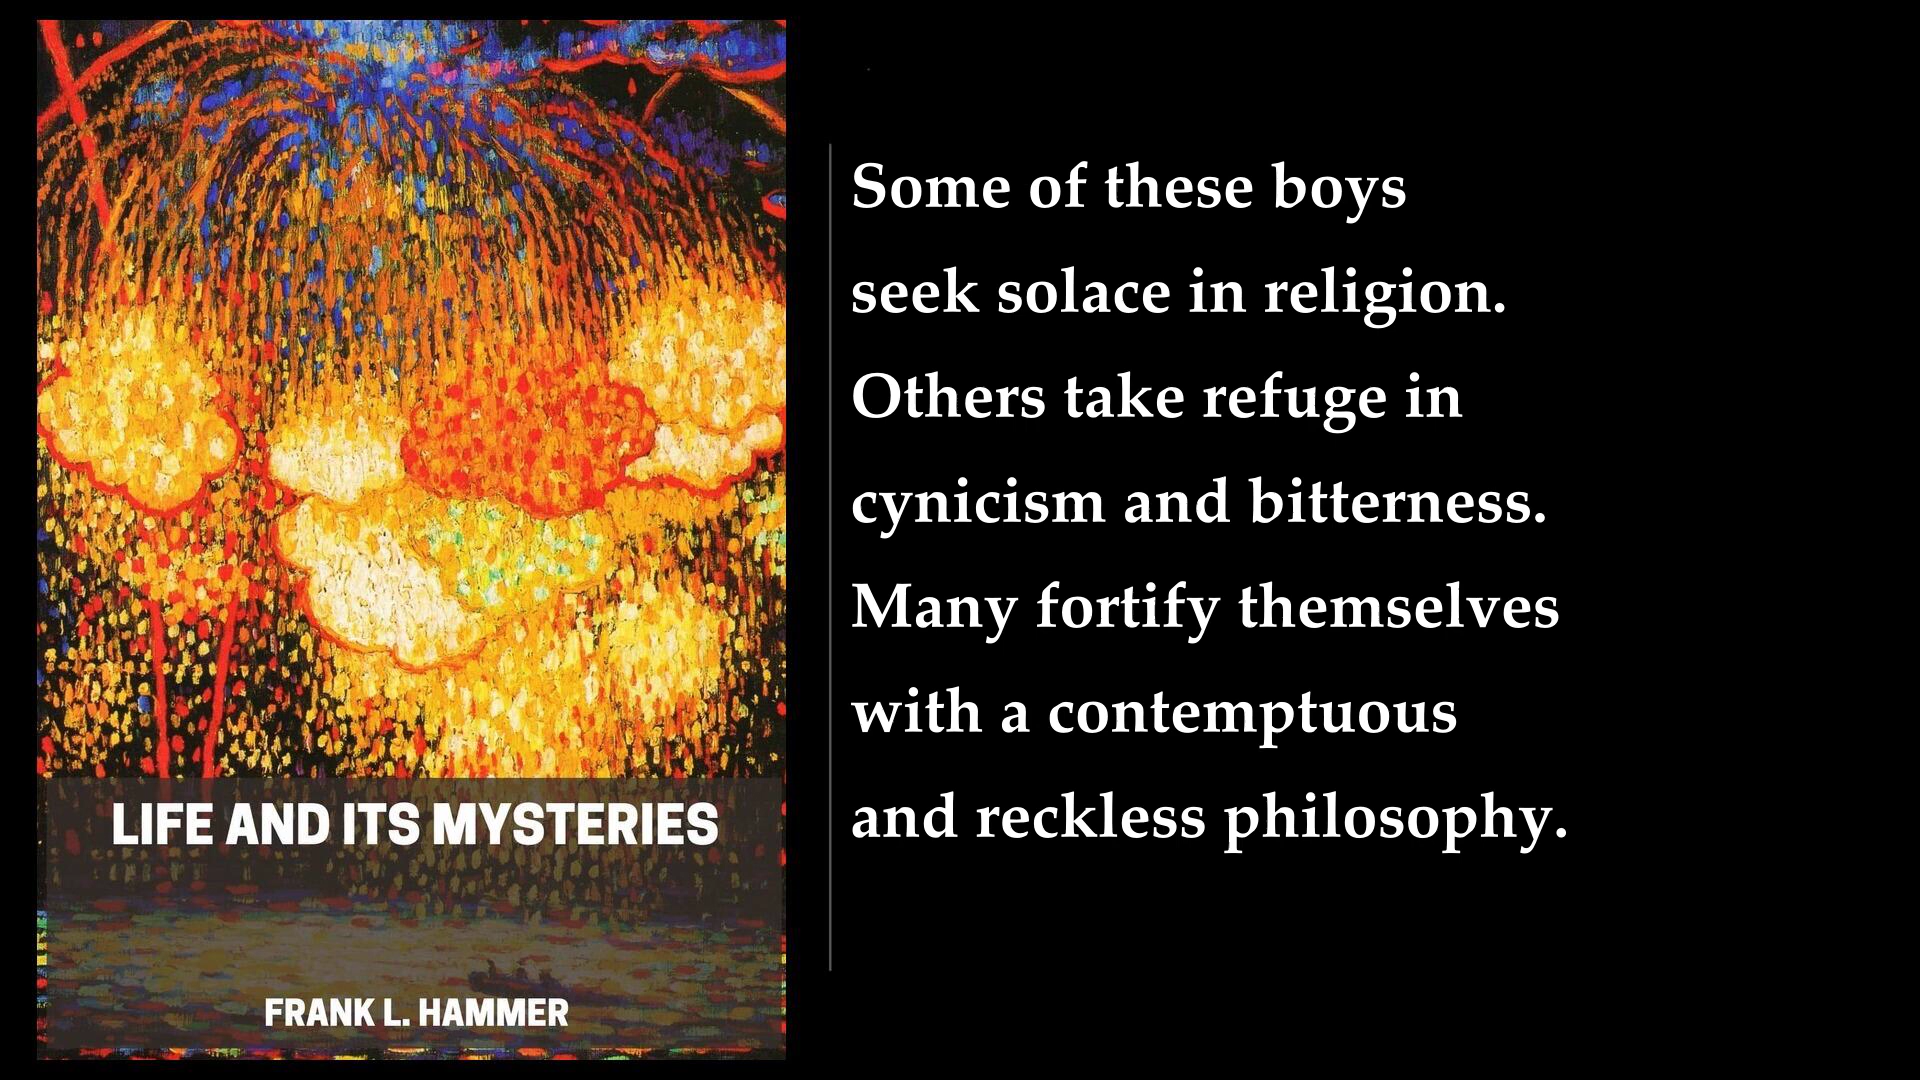 LIFE AND ITS MYSTERIES
FRANK L. HAMMER
Some of these boys
seek solace in religion.
Others take refuge in
cynicism and bitterness.
Many fortify themselves
with a contemptuous
and reckless philosophy.